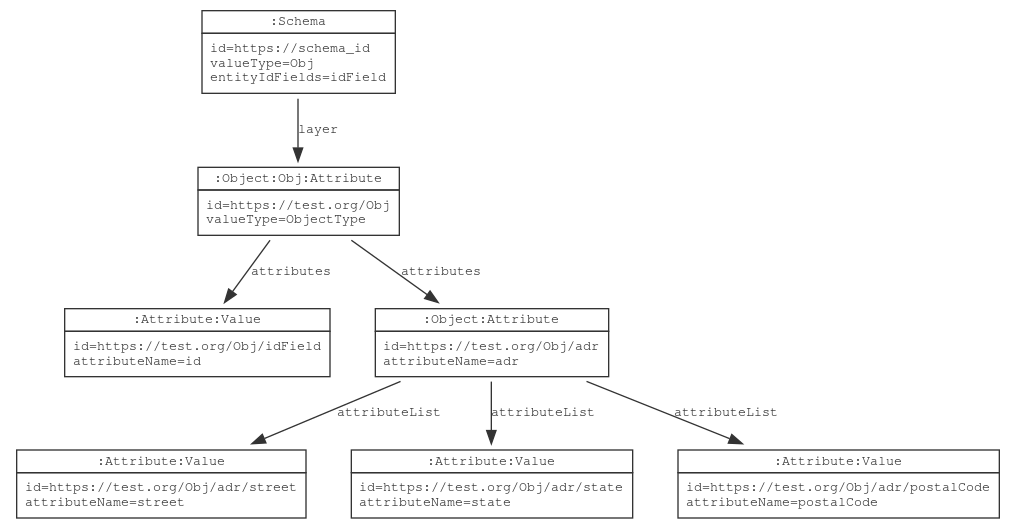 :Schema
id=https://schema_id
valueType=Obj
entityIdFields=idField
layer
:Object:Obj:Attribute
id=https://test.org/Obj
valueType=ObjectType
attributes
attributes
:Attribute:Value
id=https://test.org/Obj/idField
attributeName=id
:Object:Attribute
id=https://test.org/Obj/adr
attributeName=adr
attributeList
attributeList
attributeList
:Attribute:Value
id=https://test.org/Obj/adr/street
attributeName=street
:Attribute:Value
id=https://test.org/Obj/adr/state
attributeName=state
:Attribute:Value
id=https://test.org/Obj/adr/postalCode
attributeName=postalCode